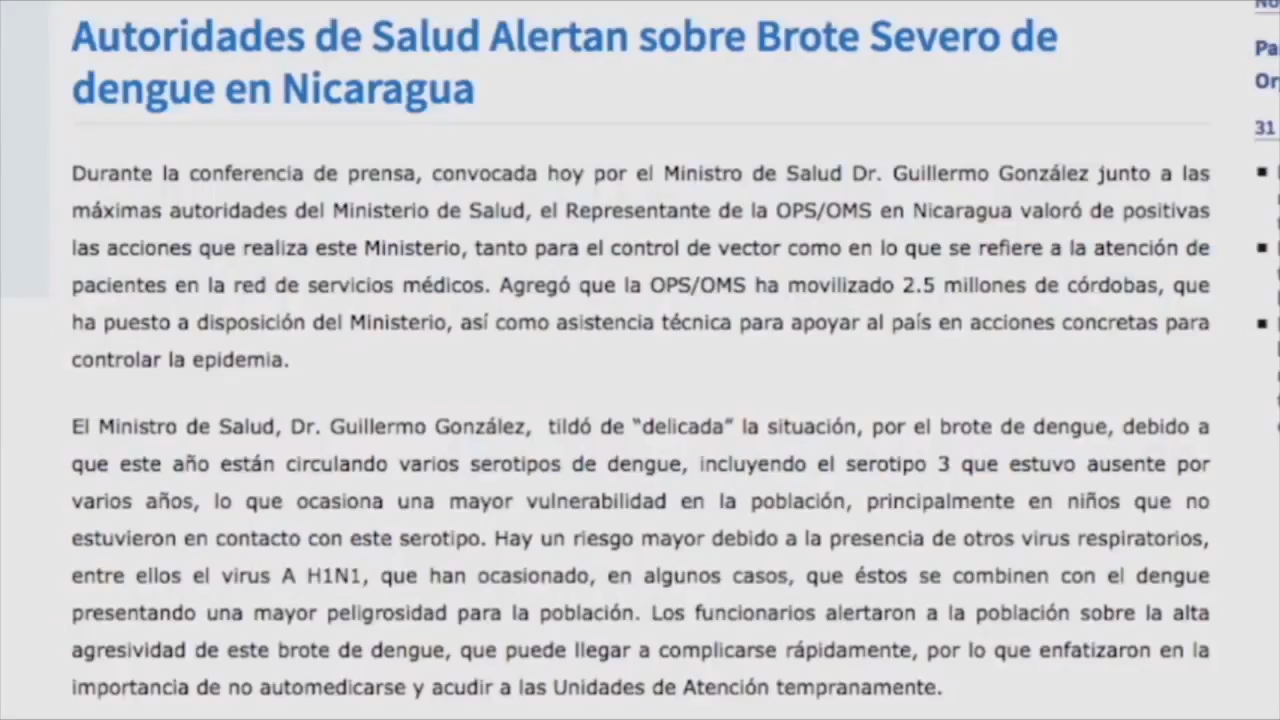 Autoridades de Salud Alertan sobre Brote Severo de
dengue en Nicaragua
Durante la conferencia de prensa, convocada hoy por el Ministro de Salud Dr. Guillermo González junto a las
máximas autoridades del Ministerio de Salud, el Representante de la OPS/OMS en Nicaragua valoró de positivas
las acciones que realiza este Ministerio, tanto para el control de vector como en lo que se refiere a la atención de
pacientes en la red de servicios médicos. Agregó que la OPS/OMS ha movilizado 2.5 millones de córdobas, que
ha puesto a disposición del Ministerio, así como asistencia técnica para apoyar al país en acciones concretas para
controlar la epidemia.
El Ministro de Salud, Dr. Guillermo González, tildó de “delicada” la situación, por el brote de dengue, debido a
que este año están circulando varios serotipos de dengue, incluyendo el serotipo 3 que estuvo ausente por
varios años, lo que ocasiona una mayor vulnerabilidad en la población, principalmente en niños que no
estuvieron en contacto con este serotipo. Hay un riesgo mayor debido a la presencia de otros virus respiratorios,
entre ellos el virus A H1N1, que han ocasionado, en algunos casos, que éstos se combinen con el dengue
presentando una mayor peligrosidad para la población. Los funcionarios alertaron a la población sobre la alta
agresividad de este brote de dengue, que puede llegar a complicarse rápidamente, por lo que enfatizaron en la
importancia de no automedicarse y acudir a las Unidades de Atención tempranamente.
31